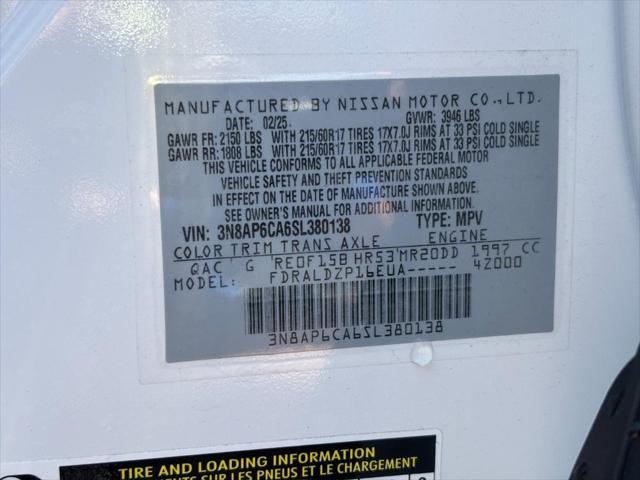 MANUFACTURED BY NISSAN MOTOR CO., LTD.
DATE: 02/25 GVWR: 3946 LBS
GAWR FR: 2150 LBS WITH 215/60R17 TIRES 17X7.0J RIMS AT 33 PSI COLD SINGLE
GAWR RR: 1808 LBS WITH 215/60R17 TIRES 17X7.0J RIMS AT 33 PSI COLD SINGLE
THIS VEHICLE CONFORMS TO ALL APPLICABLE FEDERAL MOTOR
VEHICLE SAFETY AND THEFT PREVENTION STANDARDS
IN EFFECT ON THE DATE OF MANUFACTURE SHOWN ABOVE.
SEE OWNER'S MANUAL FOR ADDITIONAL INFORMATION.
VIN: 3N8AP6CA6SL380138 TYPE: MPV
COLOR TRIM TRANS AXLE ENGINE
QAC G RE0F15B HR53 MR20DD 1997 CC
MODEL: FDRALDZP16EUA----- 4Z000
3N8AP6CA6SL380138
TIRE AND LOADING INFORMATION
SUR LES PNEUS ET LE CHARGEMENT